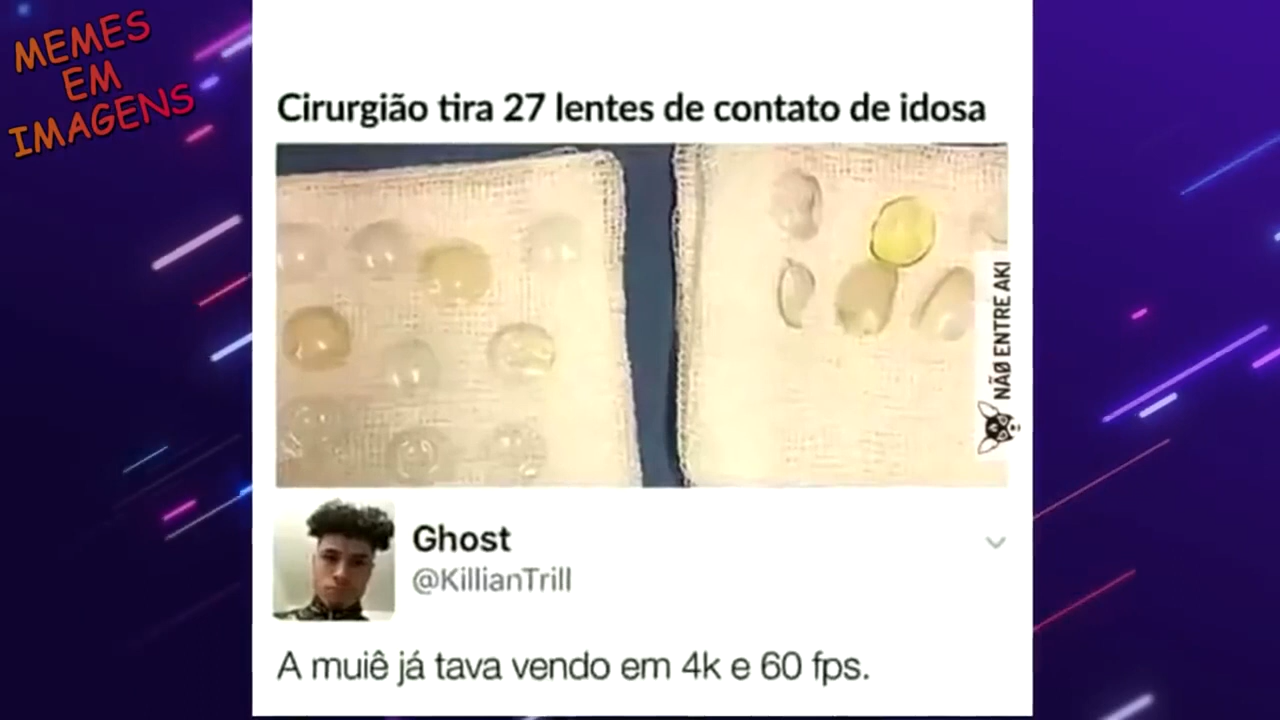 MEMES
EM
IMAGENS
Cirurgião tira 27 lentes de contato de idosa
NÃO ENTRE AKI
Ghost
@KillianTrill
A muiê já tava vendo em 4k e 60 fps.